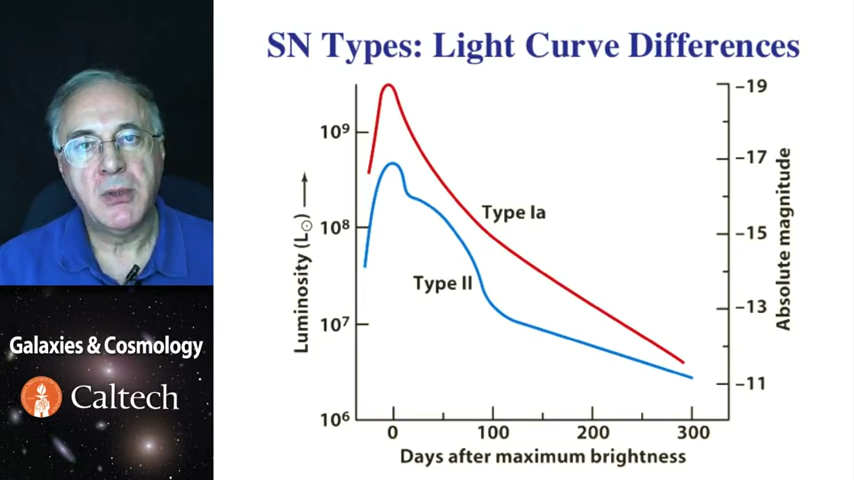 SN Types: Light Curve Differences
Galaxies & Cosmology
Caltech
Luminosity (L☉) →
10⁹
10⁸
10⁷
10⁶
Type Ia
Type II
0
100
200
300
Days after maximum brightness
–19
–17
–15
–13
–11
Absolute magnitude